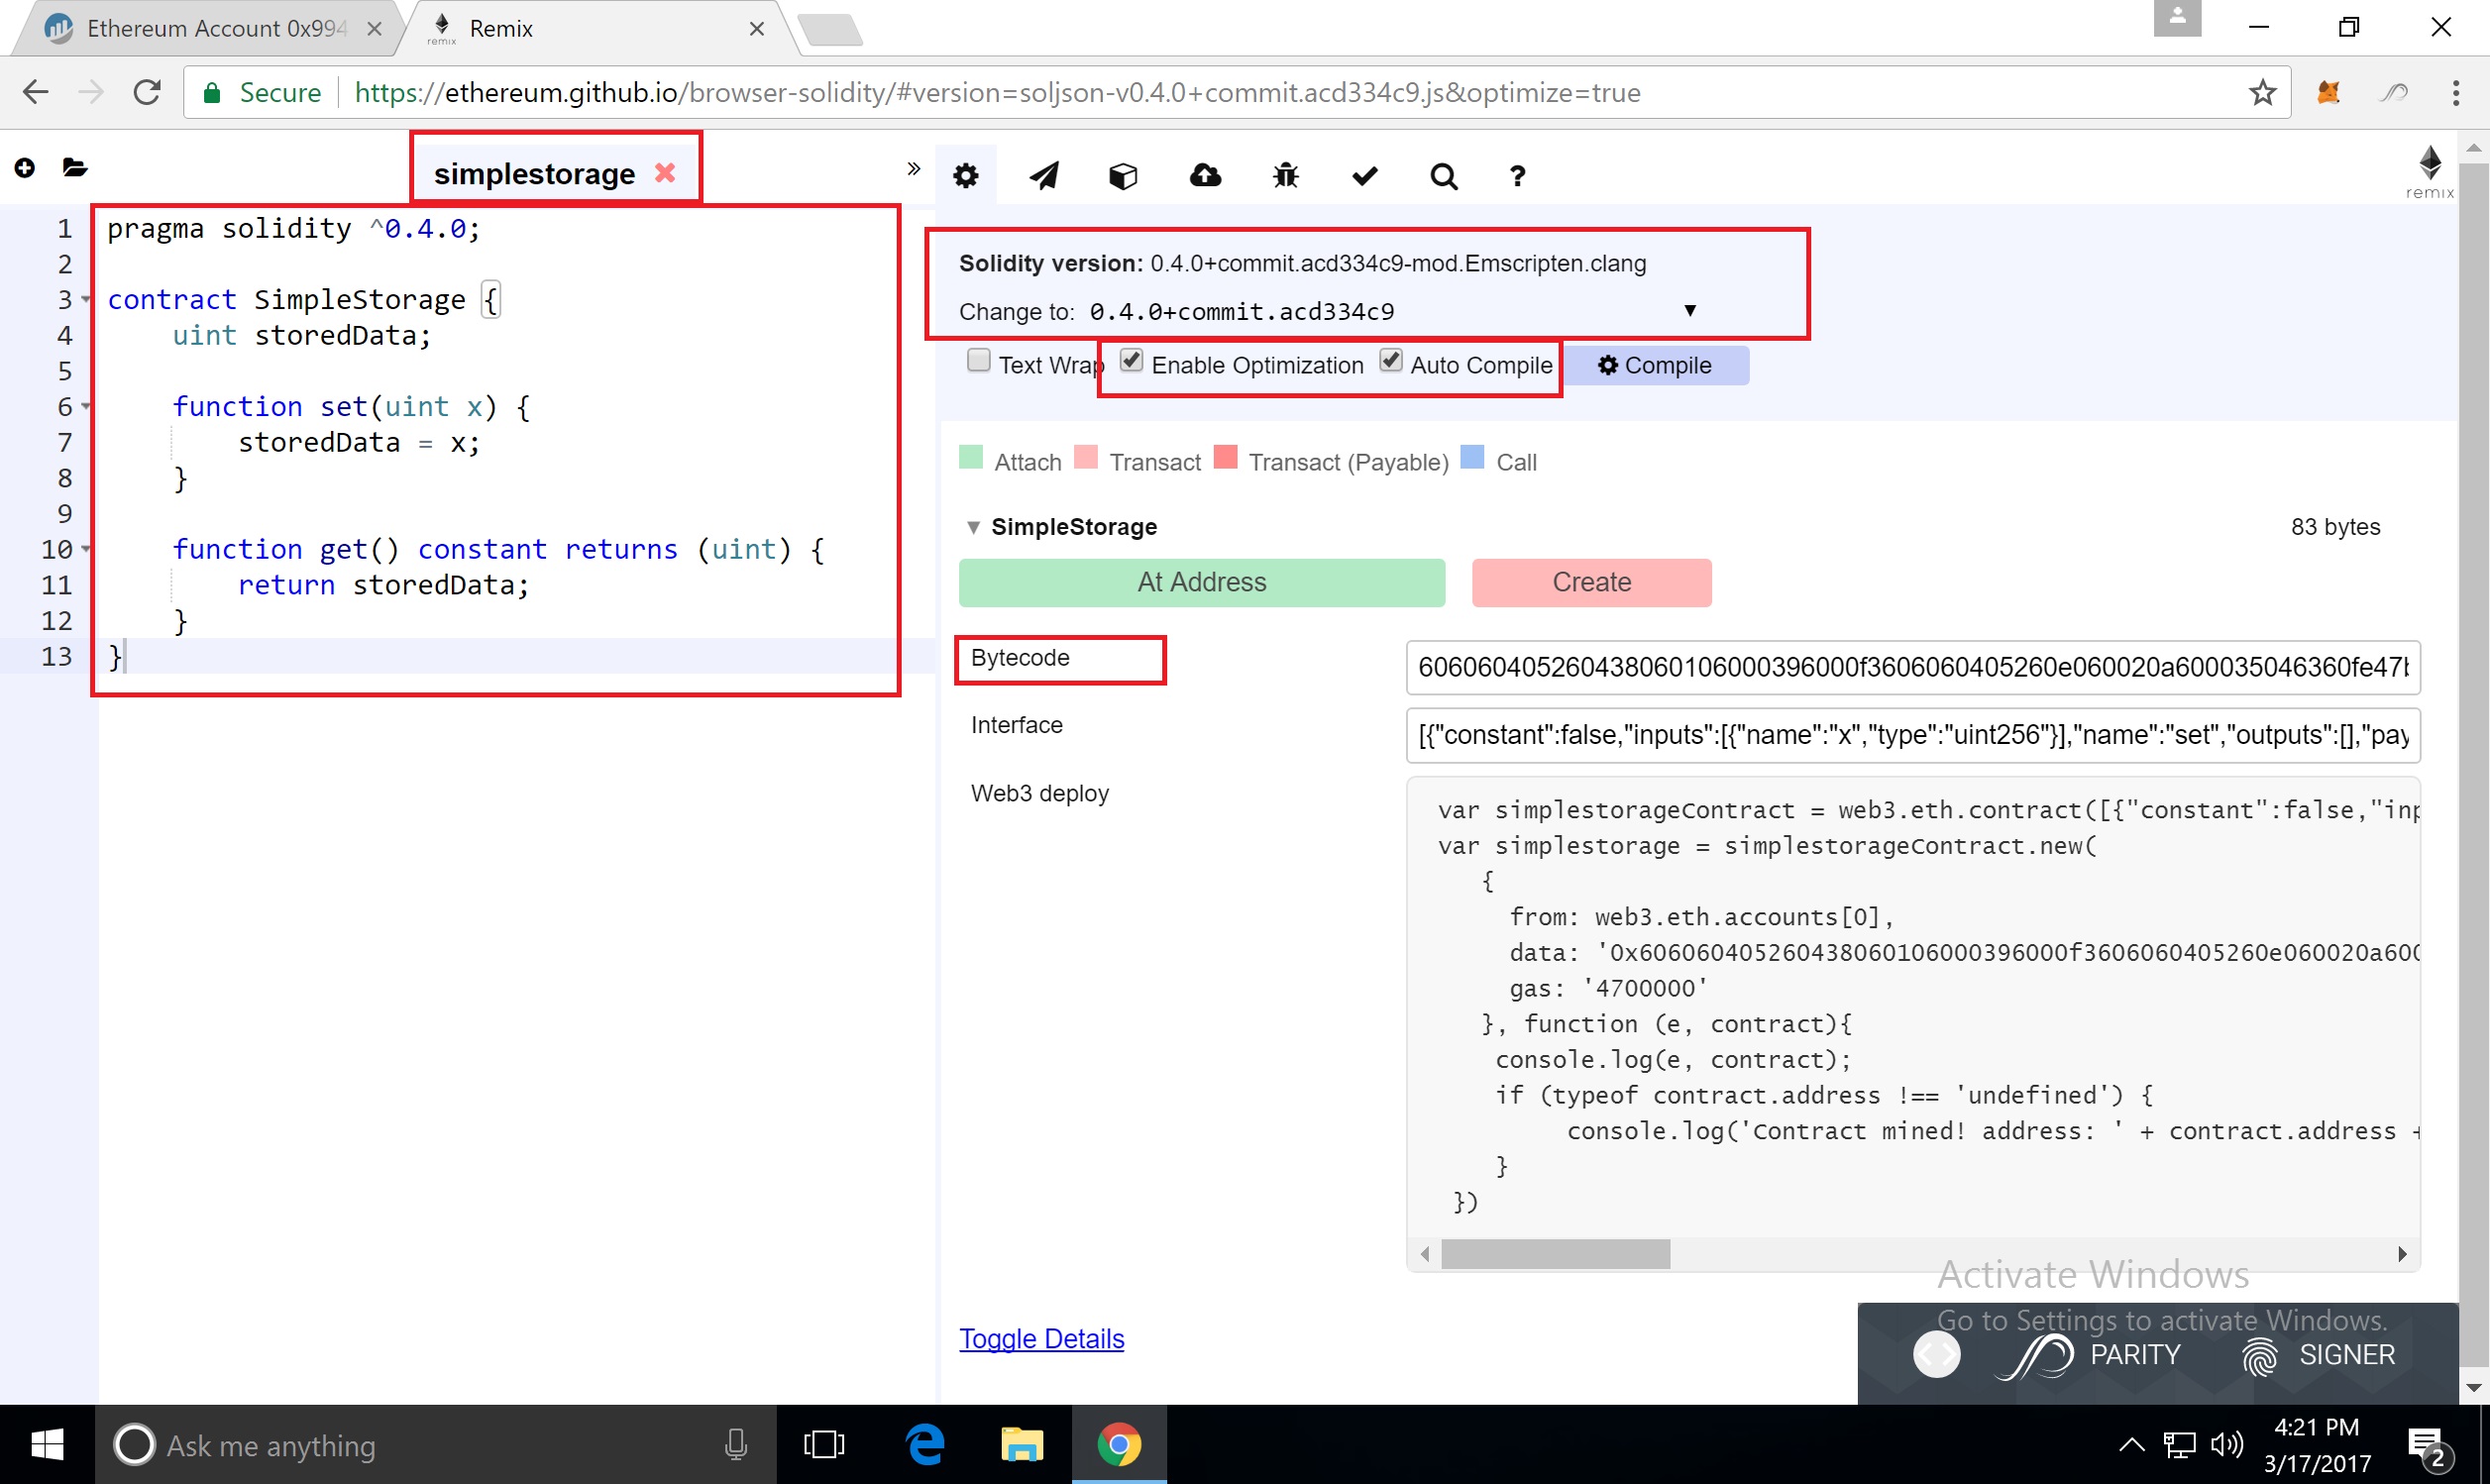 Ethereum Account 0x994
Remix
Secure https://ethereum.github.io/browser-solidity/#version=soljson-v0.4.0+commit.acd334c9.js&optimize=true
simplestorage
remix
1 pragma solidity ^0.4.0;
2
3 contract SimpleStorage {
4 uint storedData;
5
6 function set(uint x) {
7 storedData = x;
8 }
9
10 function get() constant returns (uint) {
11 return storedData;
12 }
13 }
Solidity version: 0.4.0+commit.acd334c9-mod.Emscripten.clang
Change to: 0.4.0+commit.acd334c9
Text Wrap Enable Optimization Auto Compile Compile
Attach Transact Transact (Payable) Call
SimpleStorage 83 bytes
At Address Create
Bytecode 606060405260438060106000396000f3606060405260e060020a600035046360fe47b
Interface [{"constant":false,"inputs":[{"name":"x","type":"uint256"}],"name":"set","outputs":[],"pay
Web3 deploy
var simplestorageContract = web3.eth.contract([{"constant":false,"inp
var simplestorage = simplestorageContract.new(
{
from: web3.eth.accounts[0],
data: '0x606060405260438060106000396000f3606060405260e060020a600
gas: '4700000'
}, function (e, contract){
console.log(e, contract);
if (typeof contract.address !== 'undefined') {
console.log('Contract mined! address: ' + contract.address +
}
})
Toggle Details
Activate Windows
Go to Settings to activate Windows.
PARITY SIGNER
Ask me anything
4:21 PM
3/17/2017
2